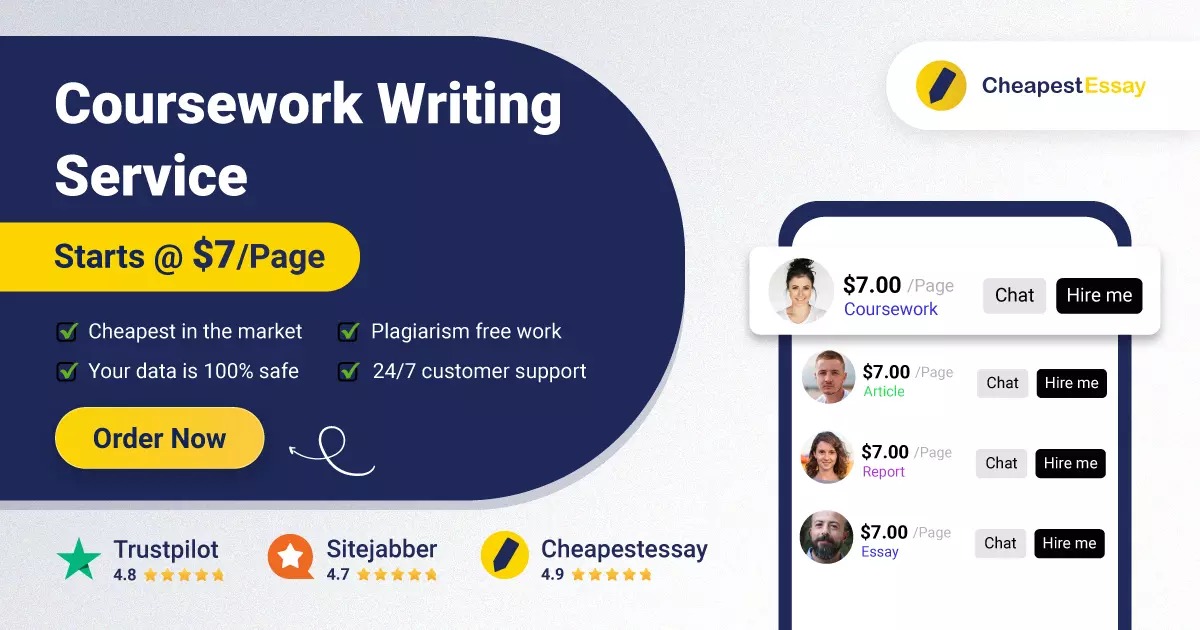 Coursework Writing
Service
Starts @ $7/Page
Cheapest in the market
Plagiarism free work
Your data is 100% safe
24/7 customer support
Order Now
Trustpilot
4.8
Sitejabber
4.7
Cheapestessay
4.9
CheapestEssay
$7.00 /Page
Coursework
Chat
Hire me
$7.00 /Page
Article
Chat
Hire me
$7.00 /Page
Report
Chat
Hire me
$7.00 /Page
Essay
Chat
Hire me